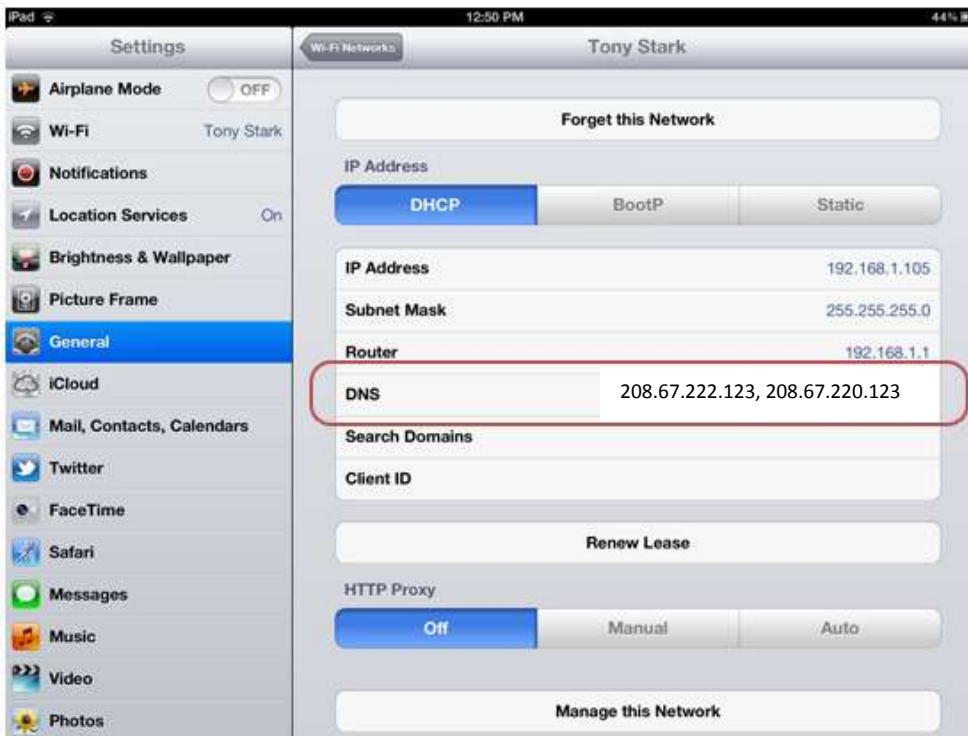 iPad 12:50 PM 44%
Settings
Wi-Fi Networks
Tony Stark
Airplane Mode OFF
Wi-Fi Tony Stark
Notifications
Location Services On
Brightness & Wallpaper
Picture Frame
General
iCloud
Mail, Contacts, Calendars
Twitter
FaceTime
Safari
Messages
Music
Video
Photos
Forget this Network
IP Address
DHCP BootP Static
IP Address 192.168.1.105
Subnet Mask 255.255.255.0
Router 192.168.1.1
DNS 208.67.222.123, 208.67.220.123
Search Domains
Client ID
Renew Lease
HTTP Proxy
Off Manual Auto
Manage this Network